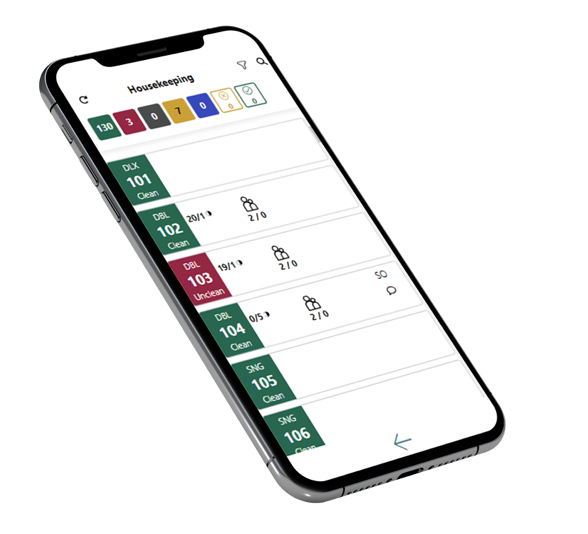 Housekeeping
130 3 0 7 0 0 0
DLX
101
Clean
DBL
102
Clean
20/1
2 / 0
DBL
103
Unclean
19/1
2 / 0
DBL
104
Clean
0/5
2 / 0
SO
SNG
105
Clean
SNG
106
Clean